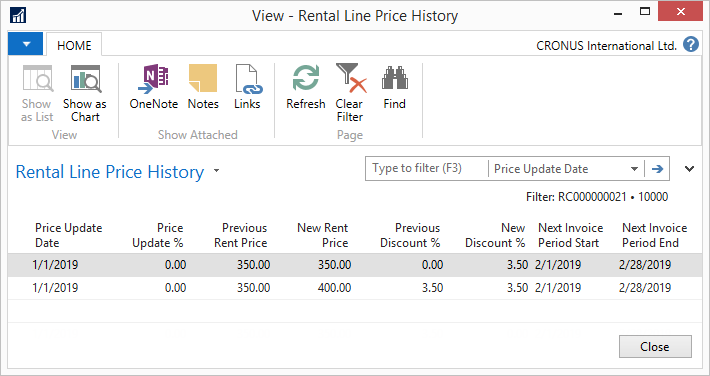 View - Rental Line Price History
HOME
CRONUS International Ltd.
Show as List
Show as Chart
OneNote
Notes
Links
Refresh
Clear Filter
Find
View
Show Attached
Page
Rental Line Price History
Type to filter (F3)
Price Update Date
Filter: RC000000021 • 10000
Price Update Date Price Update % Previous Rent Price New Rent Price Previous Discount % New Discount % Next Invoice Period Start Next Invoice Period End
1/1/2019 0.00 350.00 350.00 0.00 3.50 2/1/2019 2/28/2019
1/1/2019 0.00 350.00 400.00 3.50 3.50 2/1/2019 2/28/2019
Close